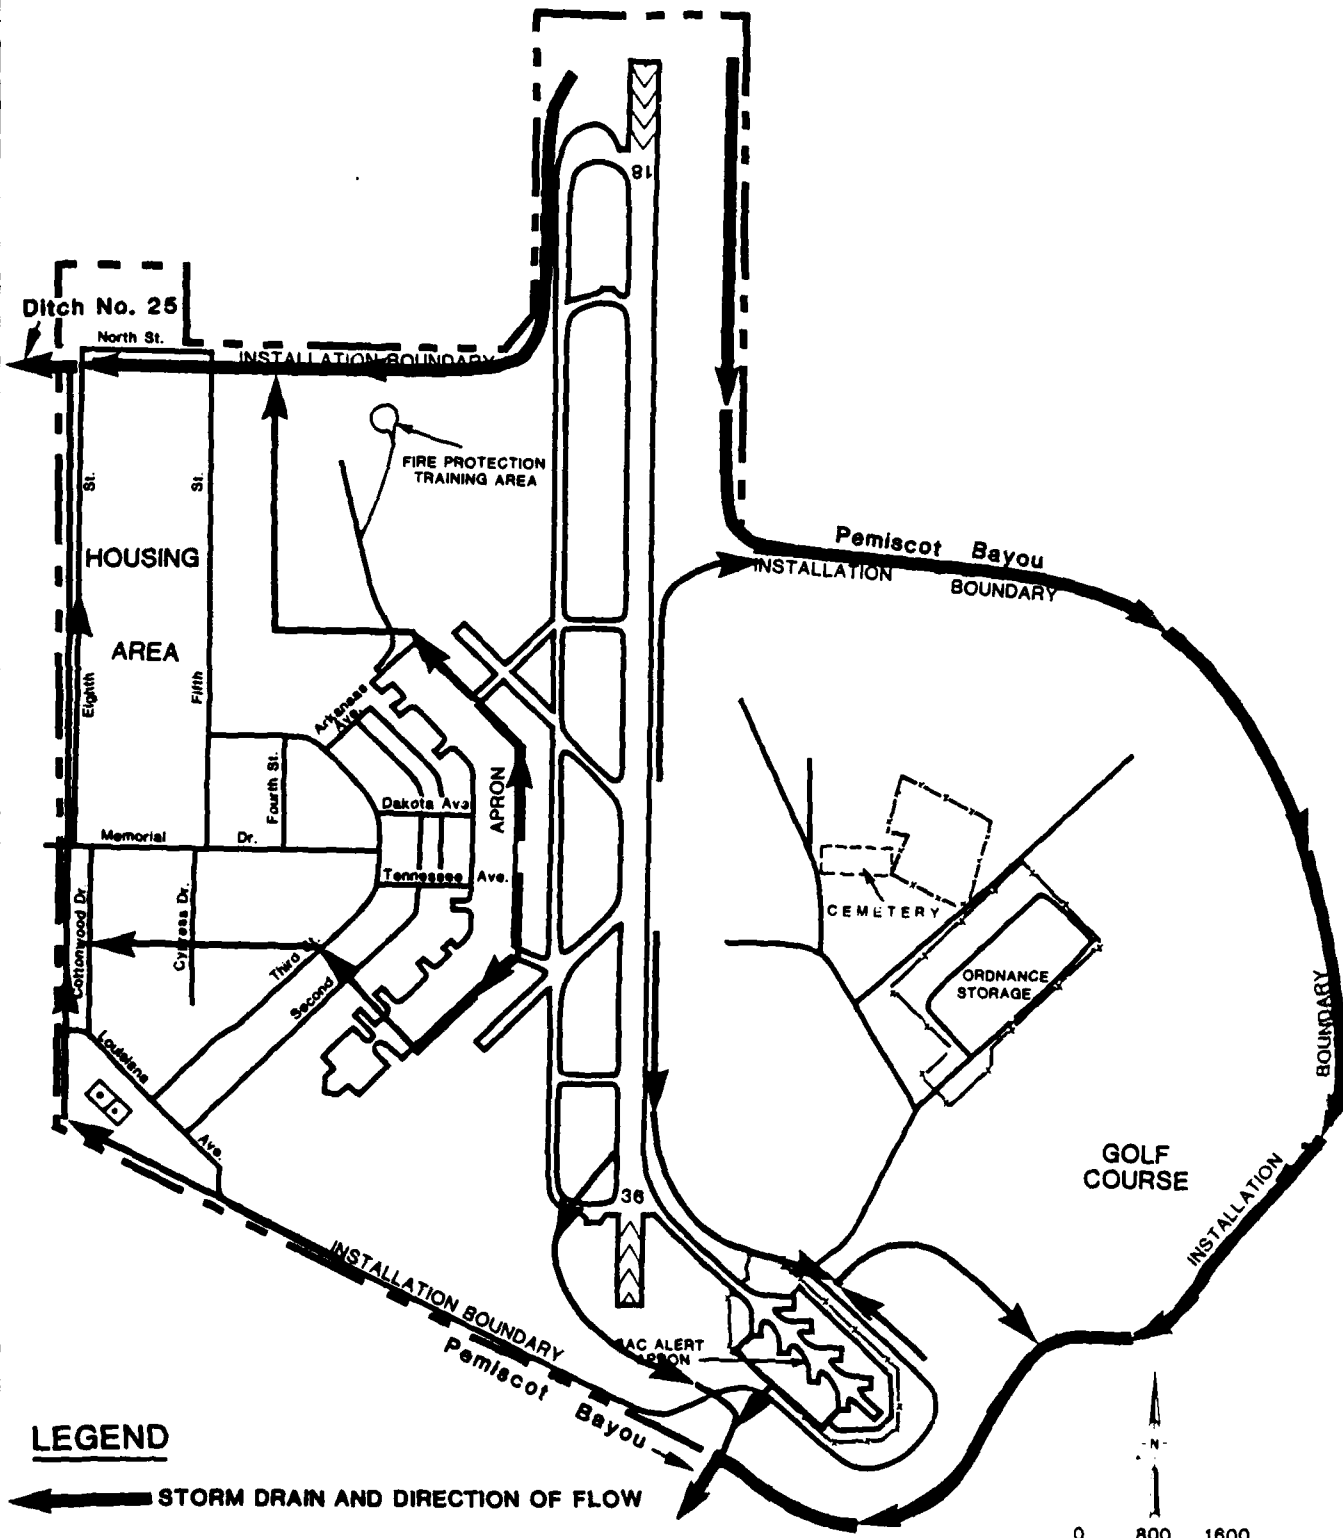 18
Ditch No. 25
North St.
INSTALLATION BOUNDARY
FIRE PROTECTION
TRAINING AREA
St.
St.
HOUSING
AREA
Eighth
Fifth
Pemiscot Bayou
INSTALLATION
BOUNDARY
Arkansas
Ave.
Fourth St.
Dakota Ave
APRON
Memorial Dr.
Tennessee Ave.
CEMETERY
Cottonwood Dr.
Cypress Dr.
Third
Second
ORDNANCE
STORAGE
BOUNDARY
Louisiana
Ave.
GOLF
COURSE
INSTALLATION
36
INSTALLATION BOUNDARY
Pemiscot Bayou
SAC ALERT
APRON
LEGEND
STORM DRAIN AND DIRECTION OF FLOW
-N-
0 800 1600